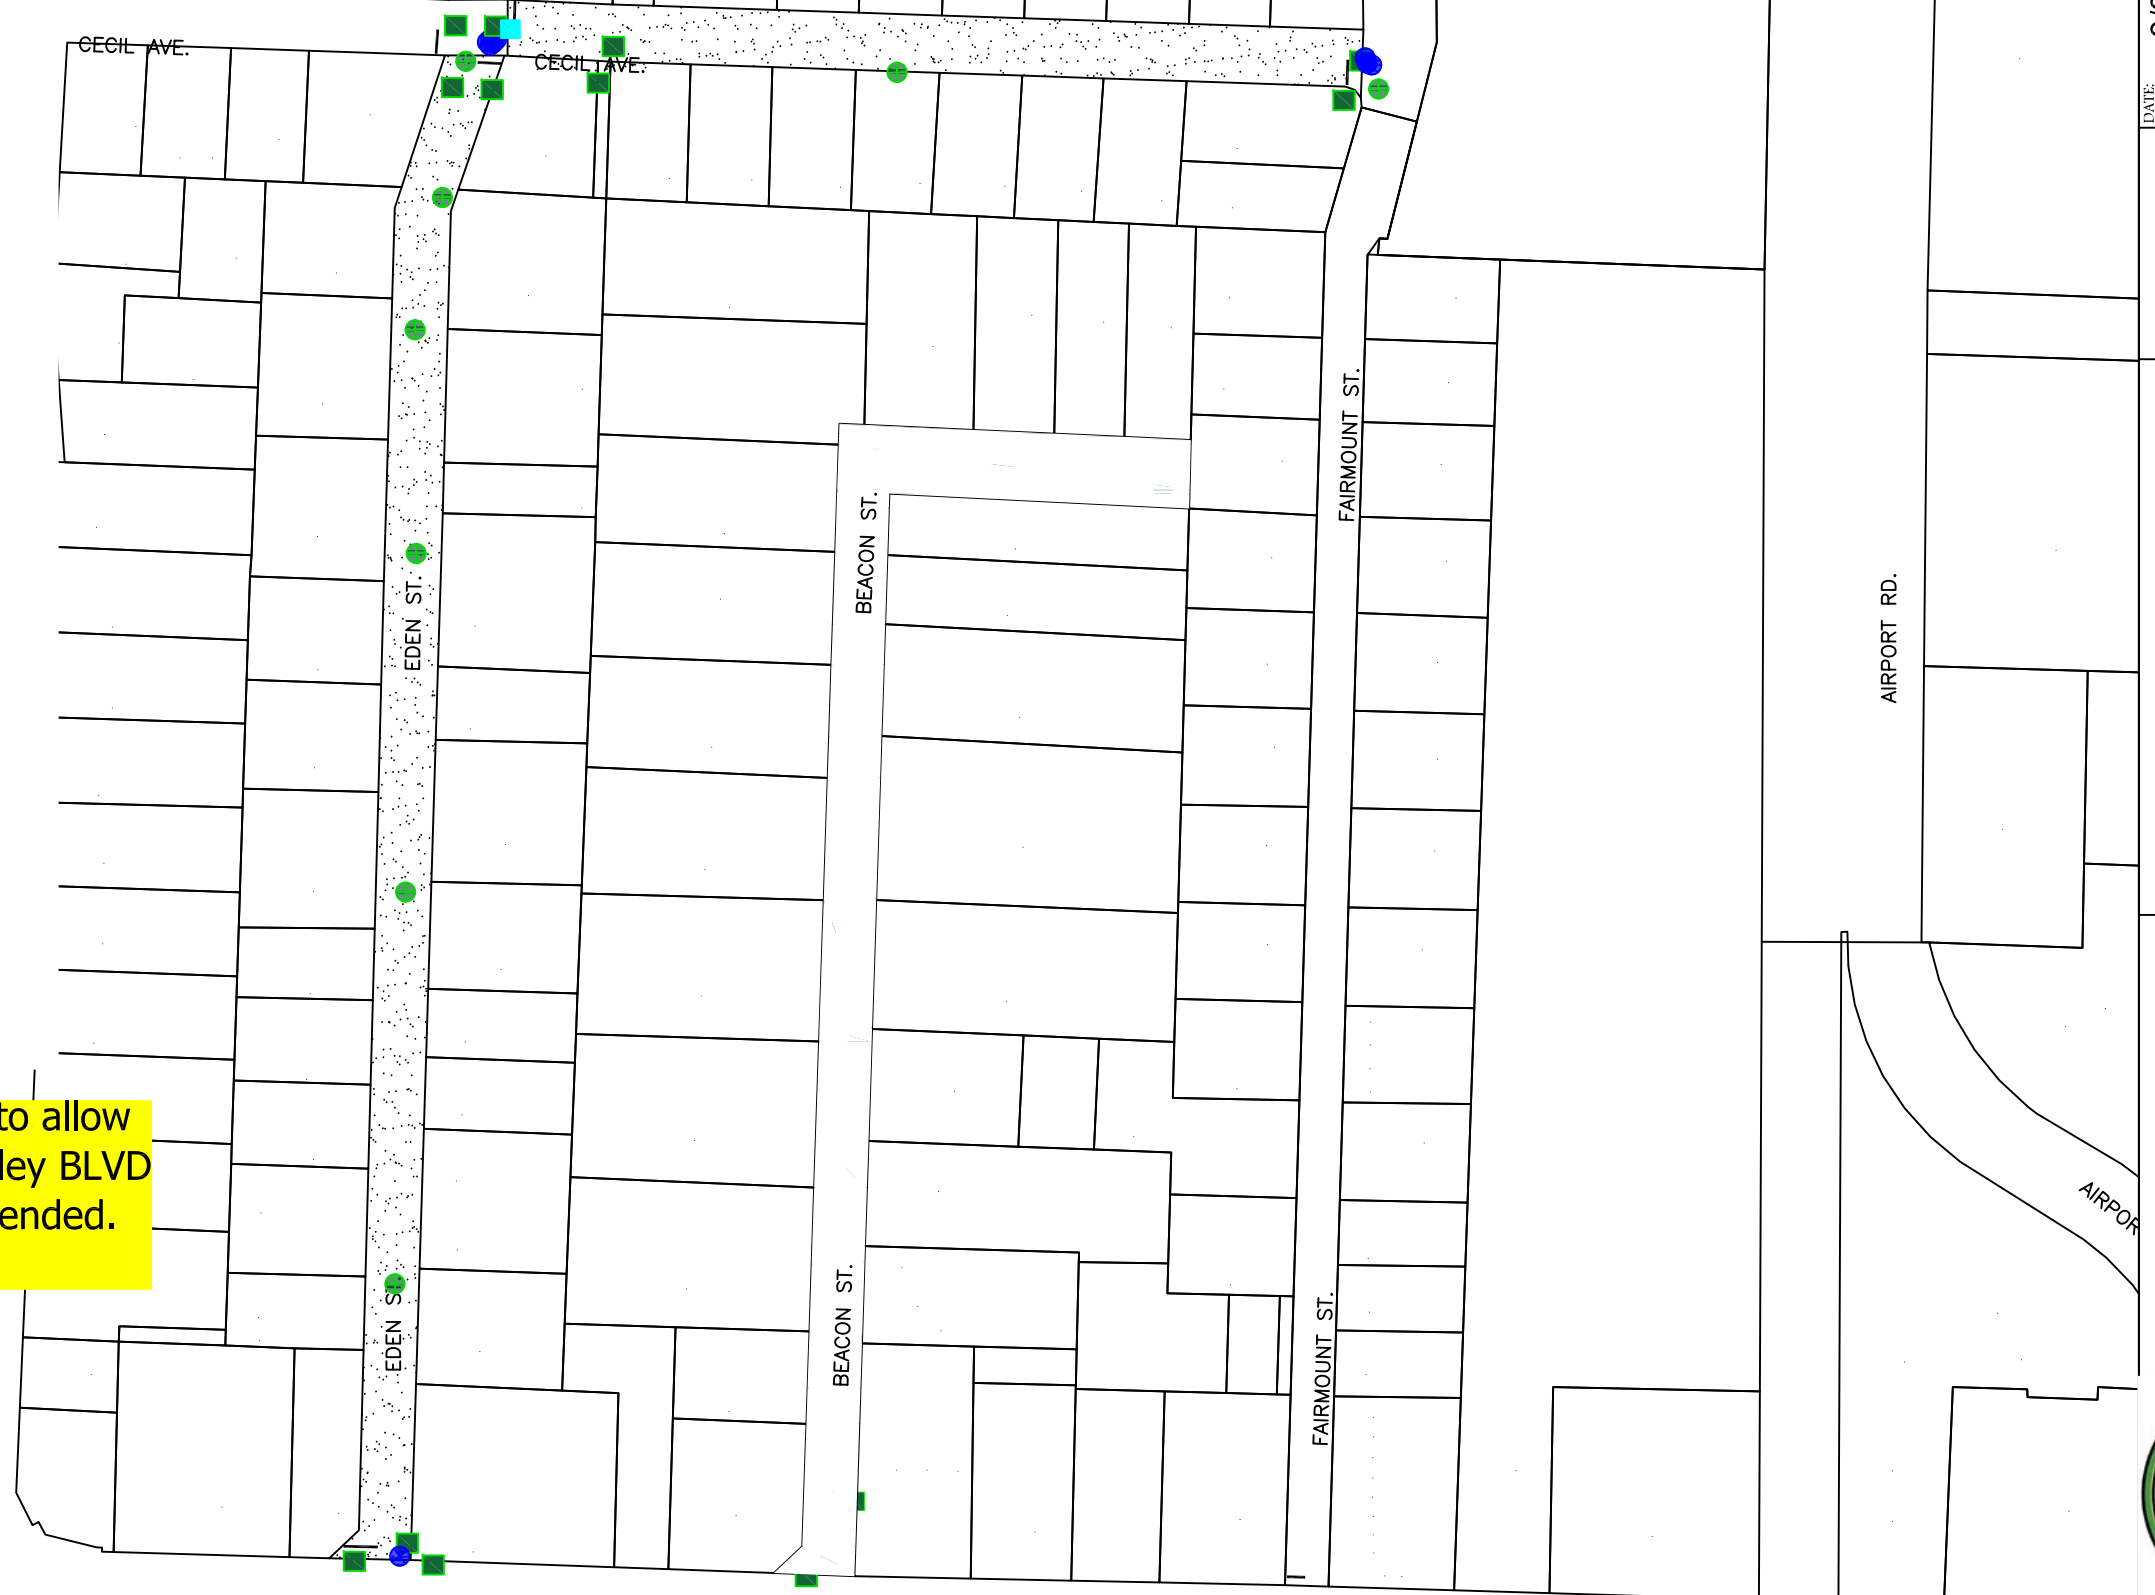 CECIL AVE.
CECIL AVE.
DATE:
FAIRMOUNT ST.
BEACON ST.
EDEN ST.
AIRPORT RD.
to allow
ley BLVD
ended.
AIRPOR
EDEN ST.
BEACON ST.
FAIRMOUNT ST.